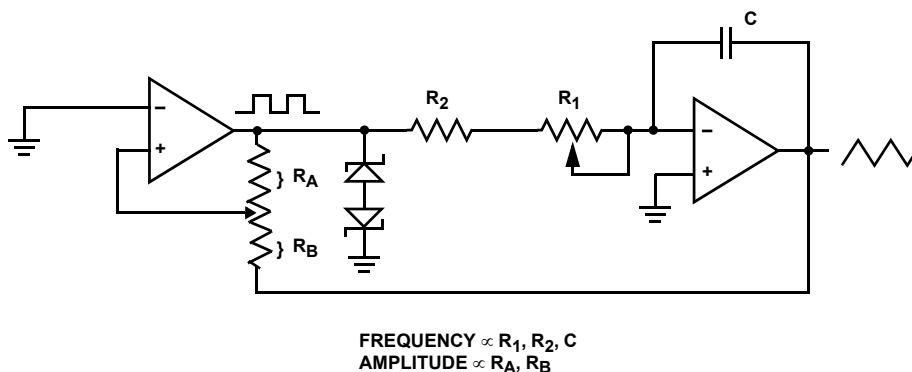 C
R2
R1
−
+
−
+
} RA
} RB
FREQUENCY ∝ R1, R2, C
AMPLITUDE ∝ RA, RB